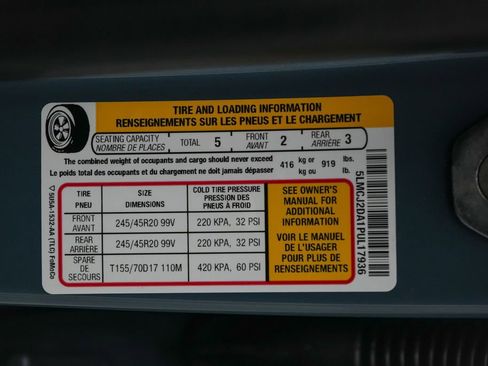 TIRE AND LOADING INFORMATION
RENSEIGNEMENTS SUR LES PNEUS ET LE CHARGEMENT
SEATING CAPACITY TOTAL 5 FRONT 2 REAR 3
NOMBRE DE PLACES AVANT ARRIÈRE
The combined weight of occupants and cargo should never exceed 416 kg or 919 lbs.
Le poids total des occupants et du chargement ne doit jamais dépasser kg ou lb.
TIRE SIZE COLD TIRE PRESSURE
PNEU DIMENSIONS PRESSION DES PNEUS À FROID
FRONT 245/45R20 99V 220 KPA, 32 PSI
AVANT
REAR 245/45R20 99V 220 KPA, 32 PSI
ARRIÈRE
SPARE T155/70D17 110M 420 KPA, 60 PSI
DE SECOURS
SEE OWNER'S
MANUAL FOR
ADDITIONAL
INFORMATION
VOIR LE MANUEL
DE L'USAGER
POUR PLUS DE
RENSEIGNEMENTS
5U5A-1532-AA (TLO) FoMoCo
5LMCJ2DA1PUL17936